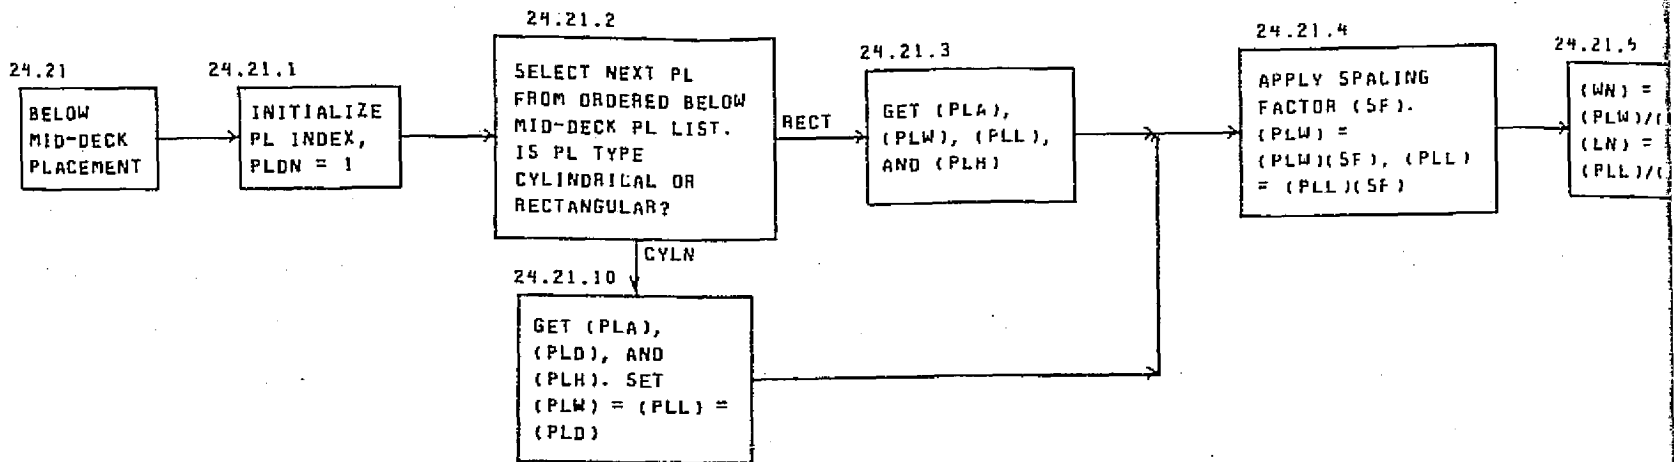 24.21
BELOW
MID-DECK
PLACEMENT
24.21.1
INITIALIZE
PL INDEX,
PLDN = 1
24.21.2
SELECT NEXT PL
FROM ORDERED BELOW
MID-DECK PL LIST.
IS PL TYPE
CYLINDRICAL OR
RECTANGULAR?
RECT
CYLN
24.21.3
GET (PLA),
(PLW), (PLL),
AND (PLH)
24.21.10
GET (PLA),
(PLD), AND
(PLH). SET
(PLW) = (PLL) =
(PLD)
24.21.4
APPLY SPACING
FACTOR (SF).
(PLW) =
(PLW)(SF), (PLL)
= (PLL)(SF)
24.21.5
(WN) =
(PLW)/(
(LN) =
(PLL)/(